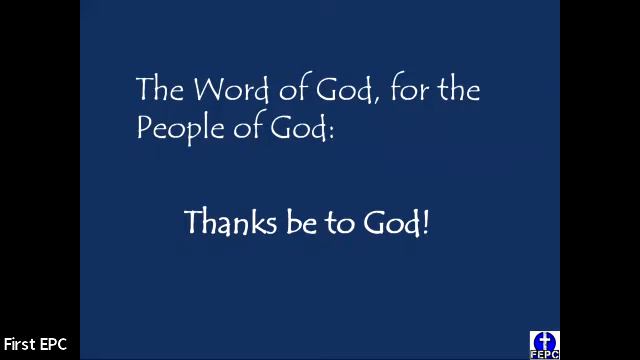 The Word of God, for the
People of God:
Thanks be to God!
First EPC
FEPC